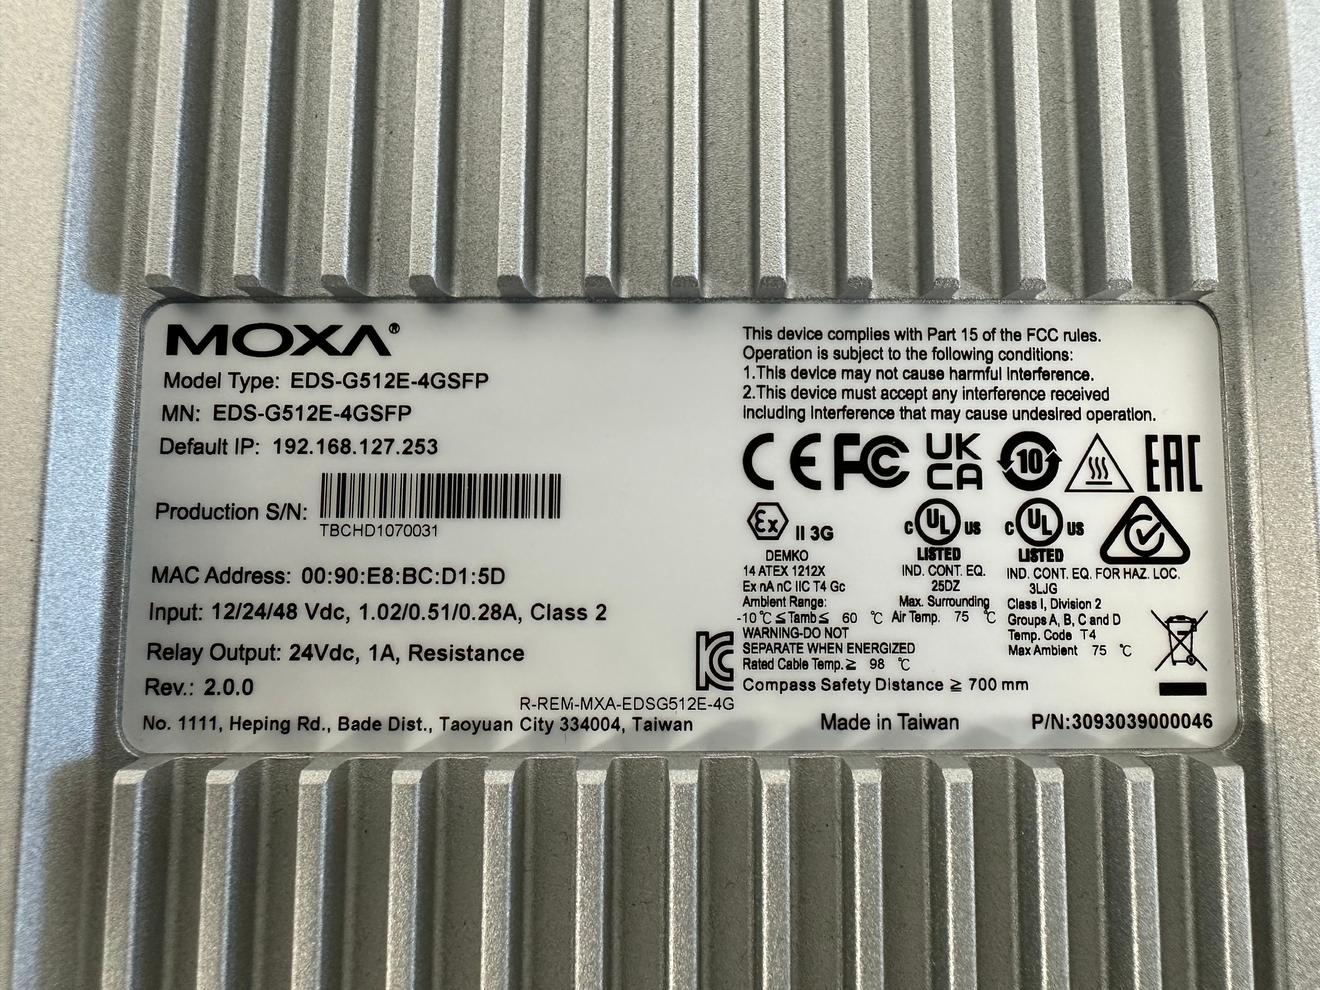 MOXA®
Model Type: EDS-G512E-4GSFP
MN: EDS-G512E-4GSFP
Default IP: 192.168.127.253
Production S/N:
TBCHD1070031
MAC Address: 00:90:E8:BC:D1:5D
Input: 12/24/48 Vdc, 1.02/0.51/0.28A, Class 2
Relay Output: 24Vdc, 1A, Resistance
Rev.: 2.0.0
R-REM-MXA-EDSG512E-4G
No. 1111, Heping Rd., Bade Dist., Taoyuan City 334004, Taiwan
This device complies with Part 15 of the FCC rules.
Operation is subject to the following conditions:
1.This device may not cause harmful Interference.
2.This device must accept any interference received
including Interference that may cause undesired operation.
CE FC UK CA 10 EAC
Ex II 3G
DEMKO
14 ATEX 1212X
Ex nA nC IIC T4 Gc
Ambient Range:
-10℃ ≤Tamb≤ 60 ℃
WARNING-DO NOT
SEPARATE WHEN ENERGIZED
Rated Cable Temp.≥ 98 ℃
c UL us
LISTED
IND. CONT. EQ.
25DZ
Max. Surrounding
Air Temp. 75 ℃
c UL us
LISTED
IND. CONT. EQ. FOR HAZ. LOC.
3LJG
Class I, Division 2
Groups A, B, C and D
Temp. Code T4
Max Ambient 75 ℃
KC
Compass Safety Distance ≥ 700 mm
Made in Taiwan
P/N:3093039000046